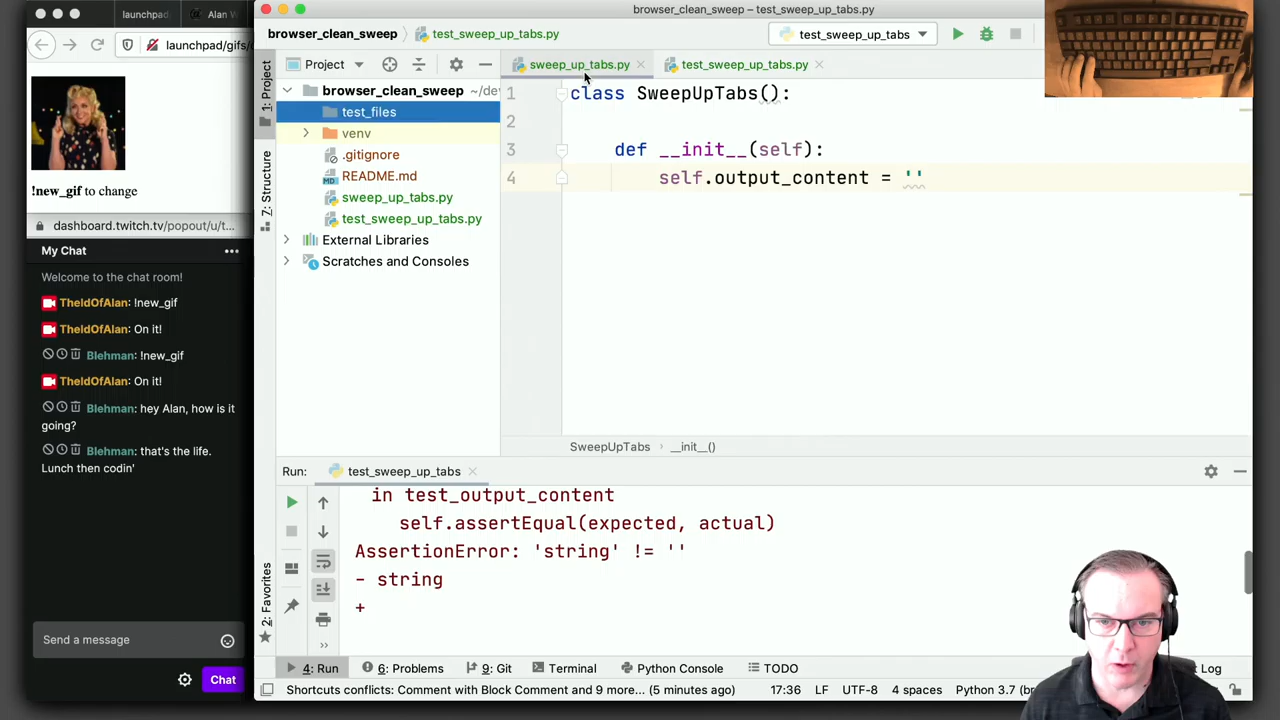 launchpad
Alan W
launchpad/gifs/
!new_gif to change
dashboard.twitch.tv/popout/u/t...
My Chat
Welcome to the chat room!
TheIdOfAlan: !new_gif
TheIdOfAlan: On it!
Blehman: !new_gif
TheIdOfAlan: On it!
Blehman: hey Alan, how is it
going?
Blehman: that's the life.
Lunch then codin'
Send a message
Chat
browser_clean_sweep – test_sweep_up_tabs.py
browser_clean_sweep
test_sweep_up_tabs.py
test_sweep_up_tabs
1: Project
7: Structure
2: Favorites
Project
browser_clean_sweep ~/dev
test_files
venv
.gitignore
README.md
sweep_up_tabs.py
test_sweep_up_tabs.py
External Libraries
Scratches and Consoles
sweep_up_tabs.py
test_sweep_up_tabs.py
1 class SweepUpTabs():
2
3 def __init__(self):
4 self.output_content = ''
SweepUpTabs
__init__()
Run:
test_sweep_up_tabs
in test_output_content
self.assertEqual(expected, actual)
AssertionError: 'string' != ''
- string
+
4: Run
6: Problems
9: Git
Terminal
Python Console
TODO
Log
Shortcuts conflicts: Comment with Block Comment and 9 more... (5 minutes ago)
17:36
LF
UTF-8
4 spaces
Python 3.7